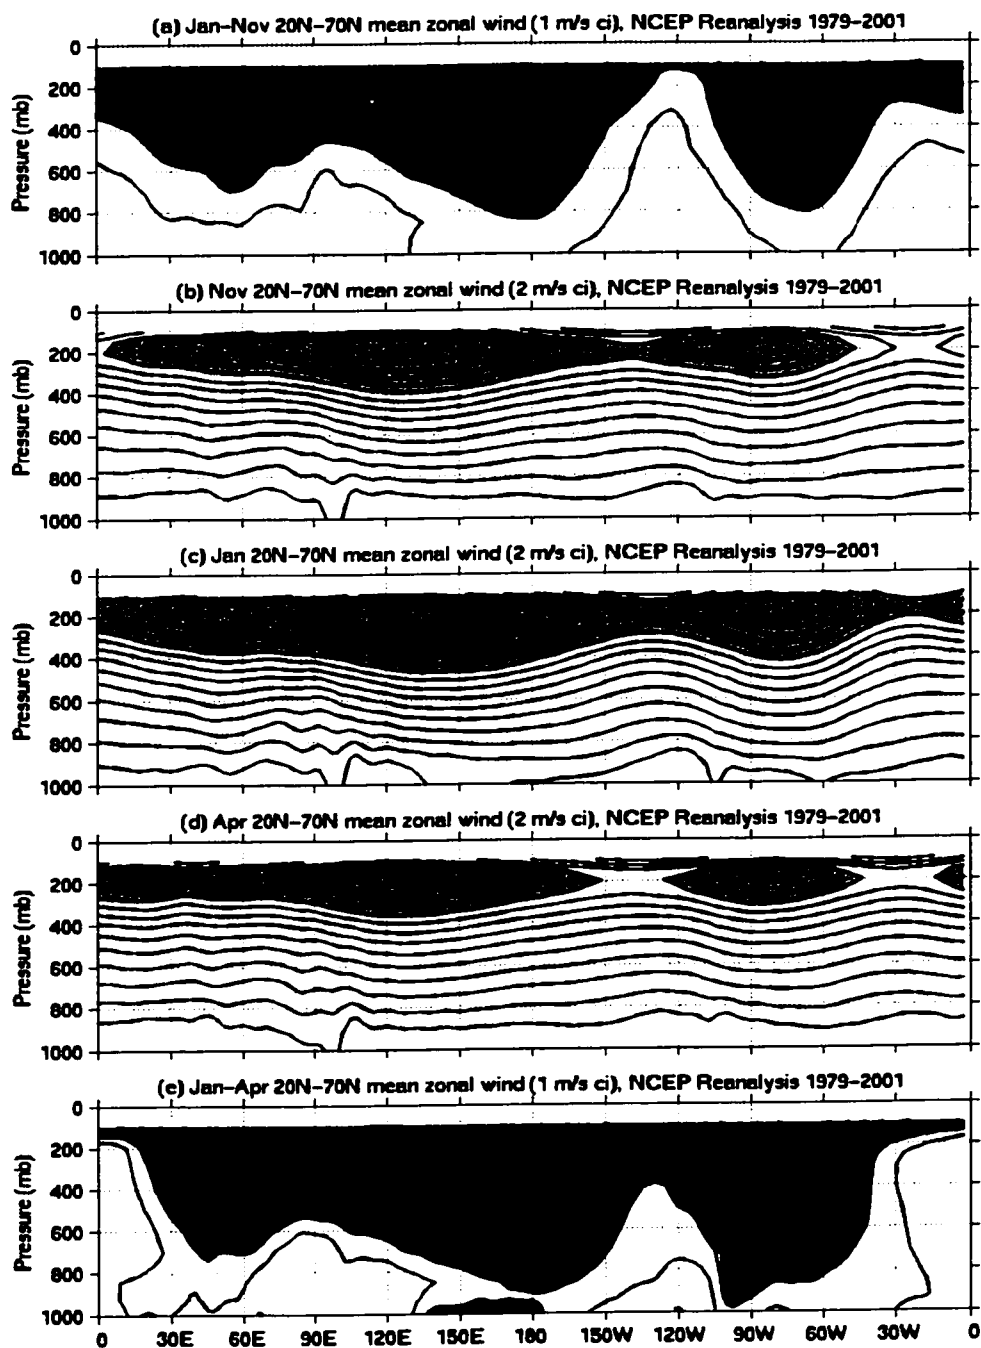 (a) Jan-Nov 20N-70N mean zonal wind (1 m/s ci), NCEP Reanalysis 1979-2001
0
200
400
600
800
1000
Pressure (mb)
(b) Nov 20N-70N mean zonal wind (2 m/s ci), NCEP Reanalysis 1979-2001
0
200
400
600
800
1000
Pressure (mb)
(c) Jan 20N-70N mean zonal wind (2 m/s ci), NCEP Reanalysis 1979-2001
0
200
400
600
800
1000
Pressure (mb)
(d) Apr 20N-70N mean zonal wind (2 m/s ci), NCEP Reanalysis 1979-2001
0
200
400
600
800
1000
Pressure (mb)
(e) Jan-Apr 20N-70N mean zonal wind (1 m/s ci), NCEP Reanalysis 1979-2001
0
200
400
600
800
1000
Pressure (mb)
0 30E 60E 90E 120E 150E 180 150W 120W 90W 60W 30W 0